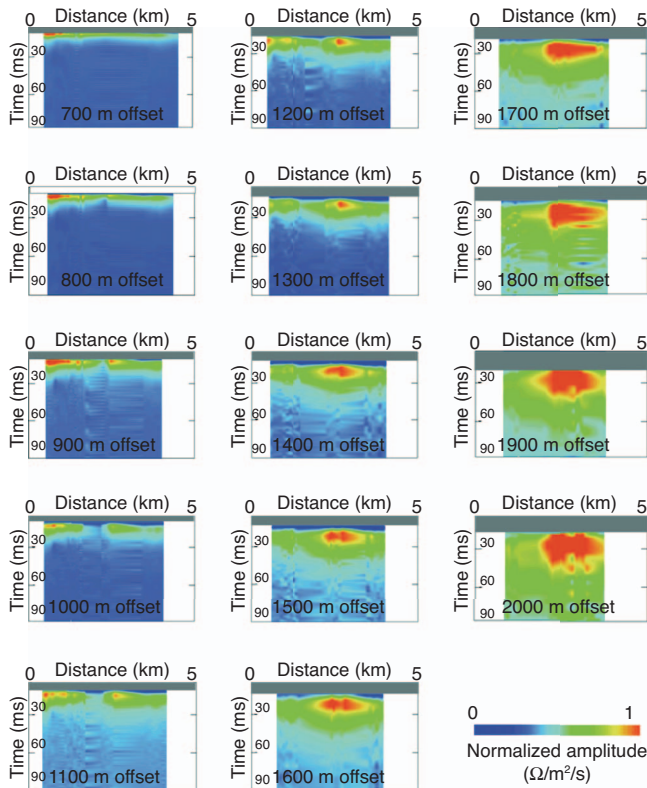 0 Distance (km) 5
Time (ms)
30
60
90
700 m offset
0 Distance (km) 5
Time (ms)
30
60
90
1200 m offset
0 Distance (km) 5
Time (ms)
30
60
90
1700 m offset
0 Distance (km) 5
Time (ms)
30
60
90
800 m offset
0 Distance (km) 5
Time (ms)
30
60
90
1300 m offset
0 Distance (km) 5
Time (ms)
30
60
90
1800 m offset
0 Distance (km) 5
Time (ms)
30
60
90
900 m offset
0 Distance (km) 5
Time (ms)
30
60
90
1400 m offset
0 Distance (km) 5
Time (ms)
30
60
90
1900 m offset
0 Distance (km) 5
Time (ms)
30
60
90
1000 m offset
0 Distance (km) 5
Time (ms)
30
60
90
1500 m offset
0 Distance (km) 5
Time (ms)
30
60
90
2000 m offset
0 Distance (km) 5
Time (ms)
30
60
90
1100 m offset
0 Distance (km) 5
Time (ms)
30
60
90
1600 m offset
0 1
Normalized amplitude
(Ω/m²/s)